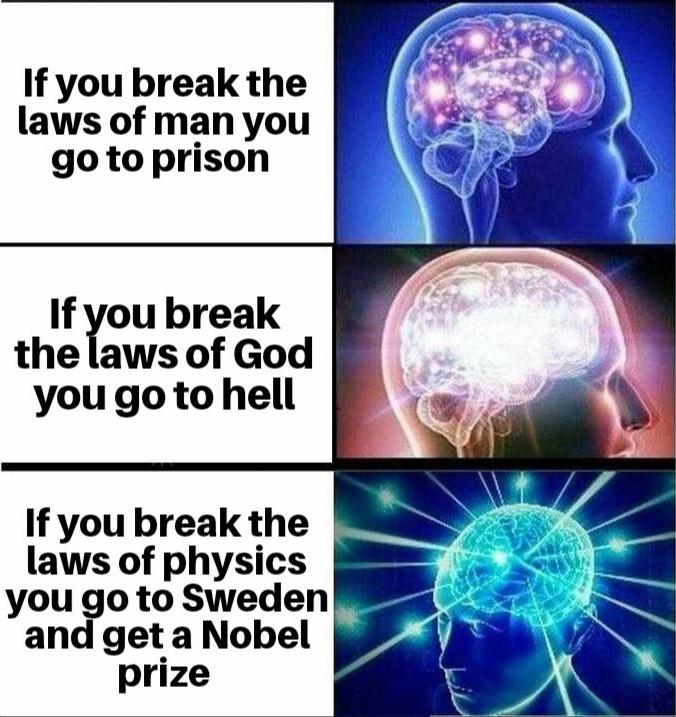 If you break the
laws of man you
go to prison
If you break
the laws of God
you go to hell
If you break the
laws of physics
you go to Sweden
and get a Nobel
prize